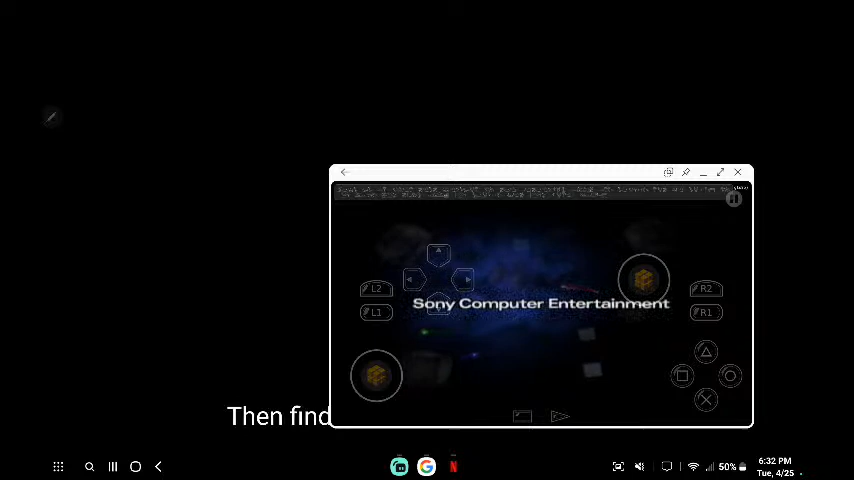 L2
L1
Sony Computer Entertainment
R2
R1
Then find
50%
6:32 PM
Tue, 4/25